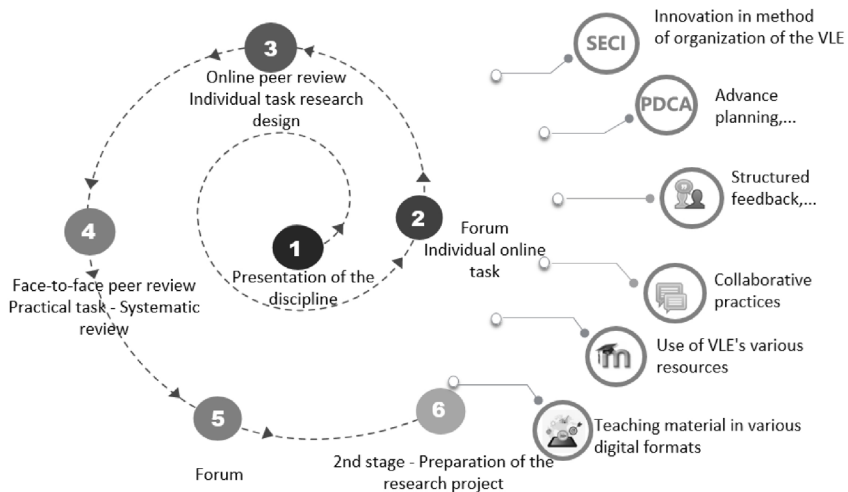 3
Online peer review
Individual task research
design
4
Face-to-face peer review
Practical task - Systematic
review
1
Presentation of the
discipline
2
Forum
Individual online
task
5
Forum
6
2nd stage - Preparation of the
research project
SECI
Innovation in method
of organization of the VLE
PDCA
Advance
planning,...
Structured
feedback,...
Collaborative
practices
m
Use of VLE's various
resources
Teaching material in various
digital formats